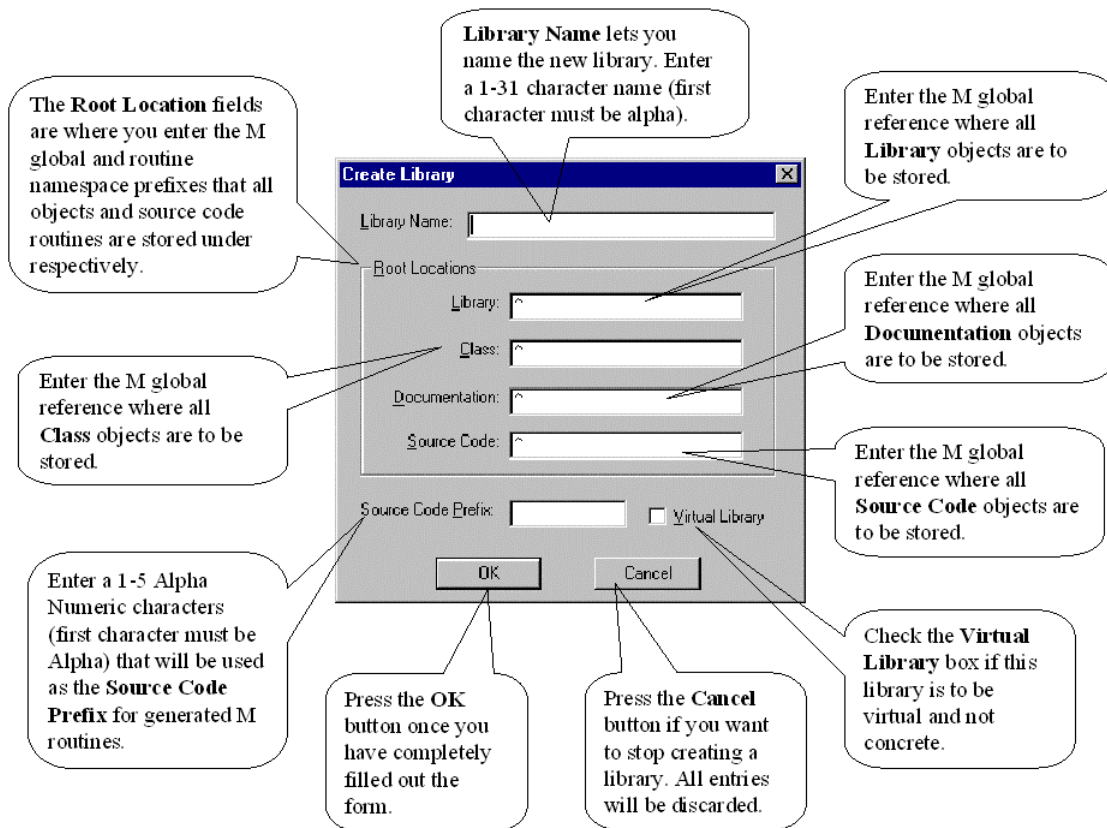 Library Name lets you
name the new library. Enter
a 1-31 character name (first
character must be alpha).
The Root Location fields
are where you enter the M
global and routine
namespace prefixes that all
objects and source code
routines are stored under
respectively.
Enter the M global
reference where all
Library objects are to
be stored.
Create Library
Library Name:
Root Locations
Library: ^
Class: ^
Documentation: ^
Source Code: ^
Source Code Prefix:
Virtual Library
OK
Cancel
Enter the M global
reference where all
Documentation objects
are to be stored.
Enter the M global
reference where all
Class objects are to be
stored.
Enter the M global
reference where all
Source Code objects are
to be stored.
Enter a 1-5 Alpha
Numeric characters
(first character must be
Alpha) that will be used
as the Source Code
Prefix for generated M
routines.
Press the OK
button once you
have completely
filled out the
form.
Press the Cancel
button if you want
to stop creating a
library. All entries
will be discarded.
Check the Virtual
Library box if this
library is to be
virtual and not
concrete.